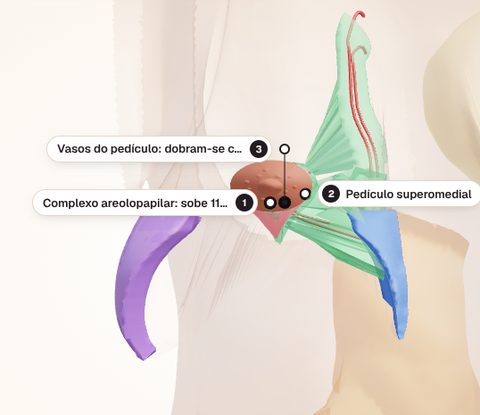 Vasos do pedículo: dobram-se c... 3
2 Pedículo superomedial
Complexo areolopapilar: sobe 11... 1